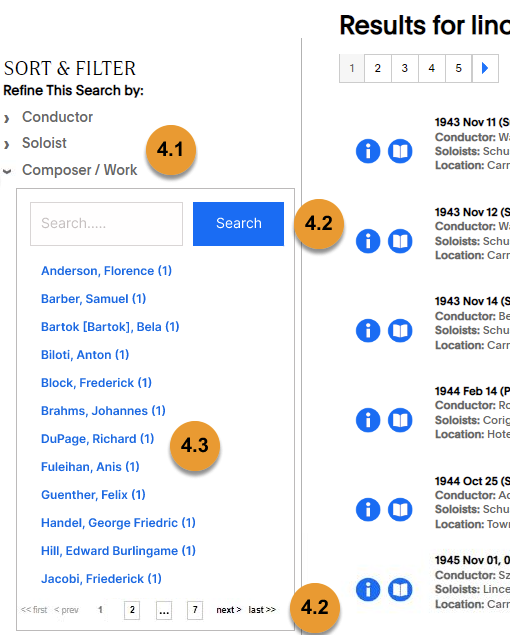 Results for linc
1 2 3 4 5
SORT & FILTER
Refine This Search by:
Conductor
Soloist
4.1
Composer / Work
Search.....
Search
4.2
Anderson, Florence (1)
Barber, Samuel (1)
Bartok [Bartok], Bela (1)
Biloti, Anton (1)
Block, Frederick (1)
Brahms, Johannes (1)
DuPage, Richard (1)
4.3
Fuleihan, Anis (1)
Guenther, Felix (1)
Handel, George Friedric (1)
Hill, Edward Burlingame (1)
Jacobi, Friederick (1)
<< first < prev 1 2 ... 7 next > last >>
4.2
1943 Nov 11 (S
Conductor: Wa
Soloists: Schu
Location: Carn
1943 Nov 12 (S
Conductor: Wa
Soloists: Schu
Location: Carn
1943 Nov 14 (S
Conductor: Be
Soloists: Schu
Location: Carn
1944 Feb 14 (P
Conductor: Ro
Soloists: Corig
Location: Hote
1944 Oct 25 (S
Conductor: Ad
Soloists: Schu
Location: Town
1945 Nov 01, 0
Conductor: Sz
Soloists: Lince
Location: Carn